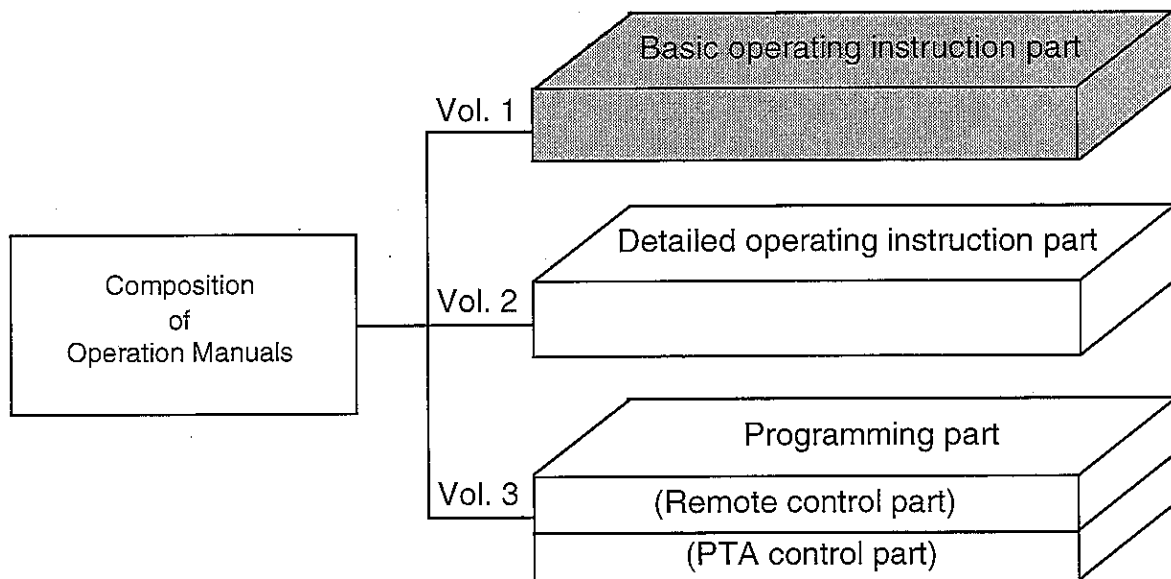 Basic operating instruction part
Vol. 1
Detailed operating instruction part
Vol. 2
Composition
of
Operation Manuals
Programming part
Vol. 3
(Remote control part)
(PTA control part)